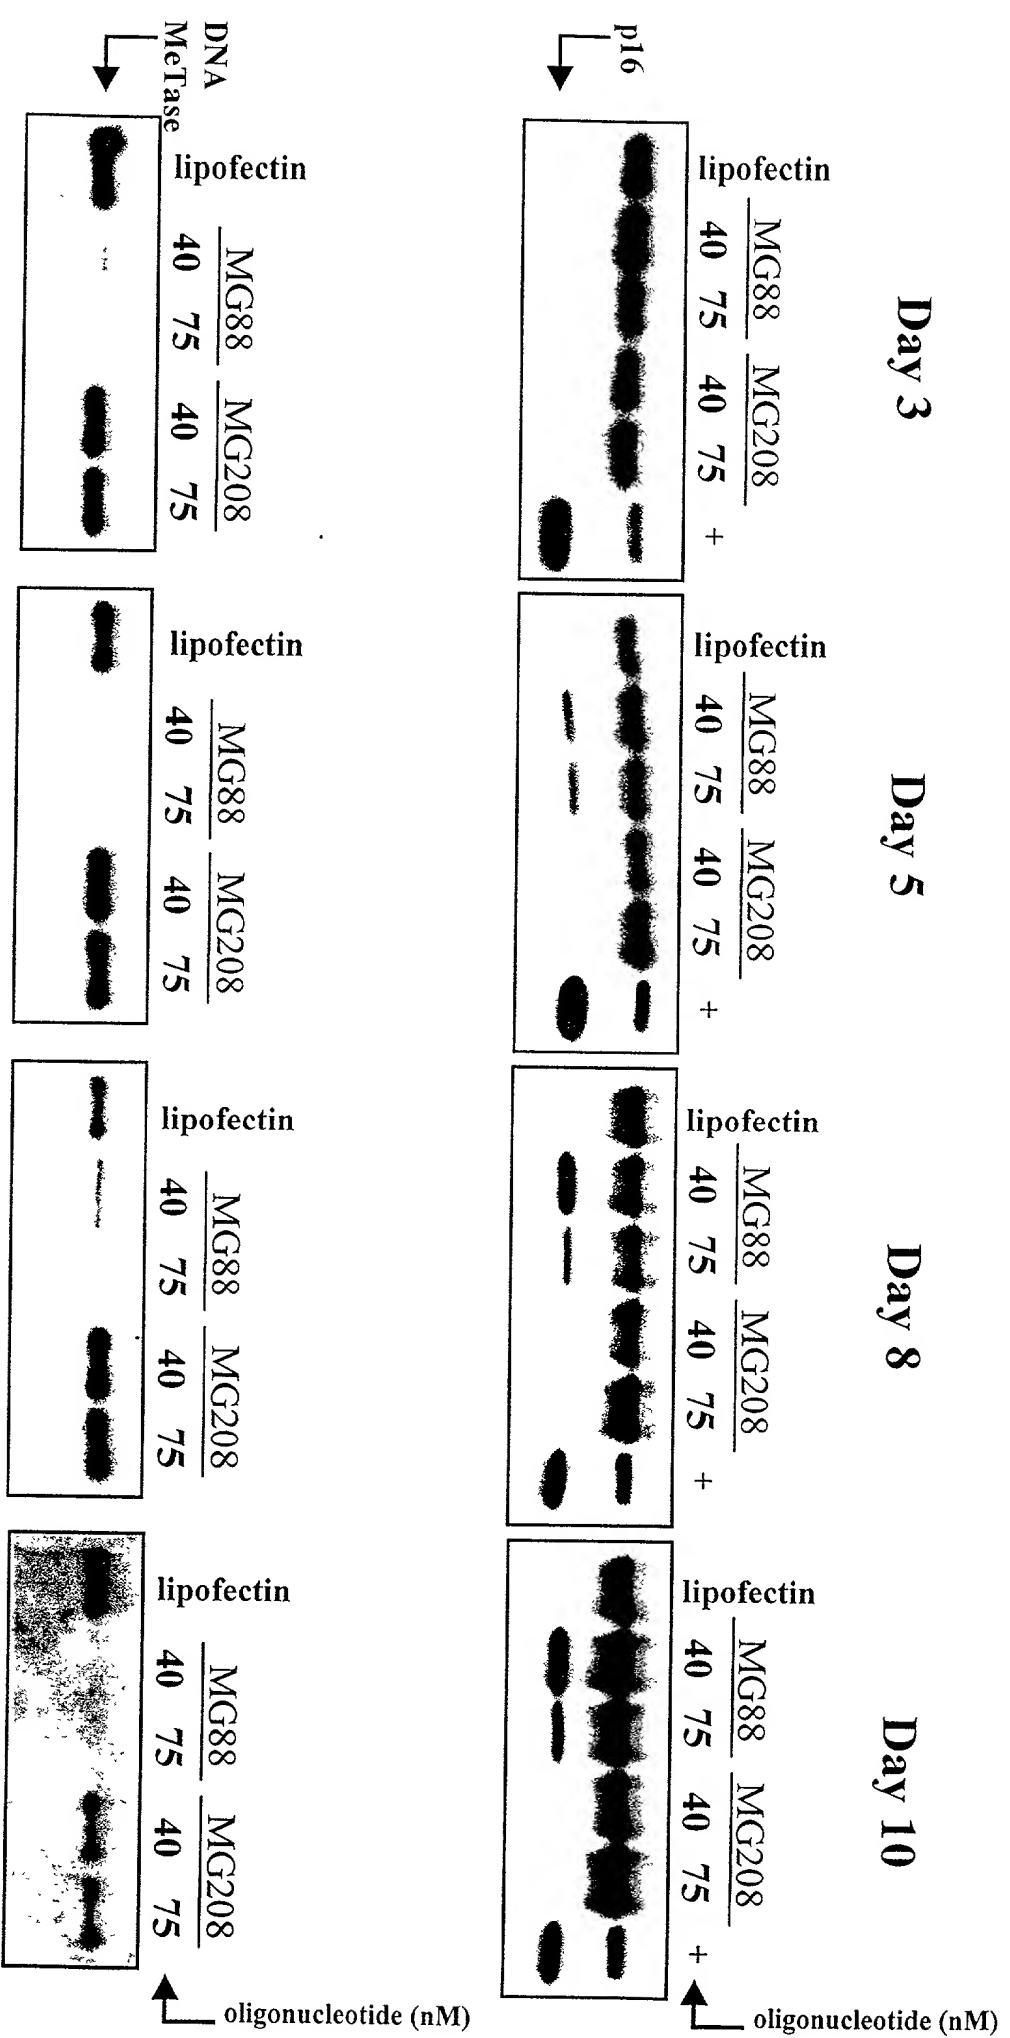 Day 3 Day 5 Day 8 Day 10
MG88 MG208 MG88 MG208 MG88 MG208 MG88 MG208
lipofectin 40 75 40 75 + lipofectin 40 75 40 75 + lipofectin 40 75 40 75 + lipofectin 40 75 40 75 + oligonucleotide (nM)
p16
MG88 MG208 MG88 MG208 MG88 MG208 MG88 MG208
lipofectin 40 75 40 75 lipofectin 40 75 40 75 lipofectin 40 75 40 75 lipofectin 40 75 40 75 oligonucleotide (nM)
DNA
MeTase